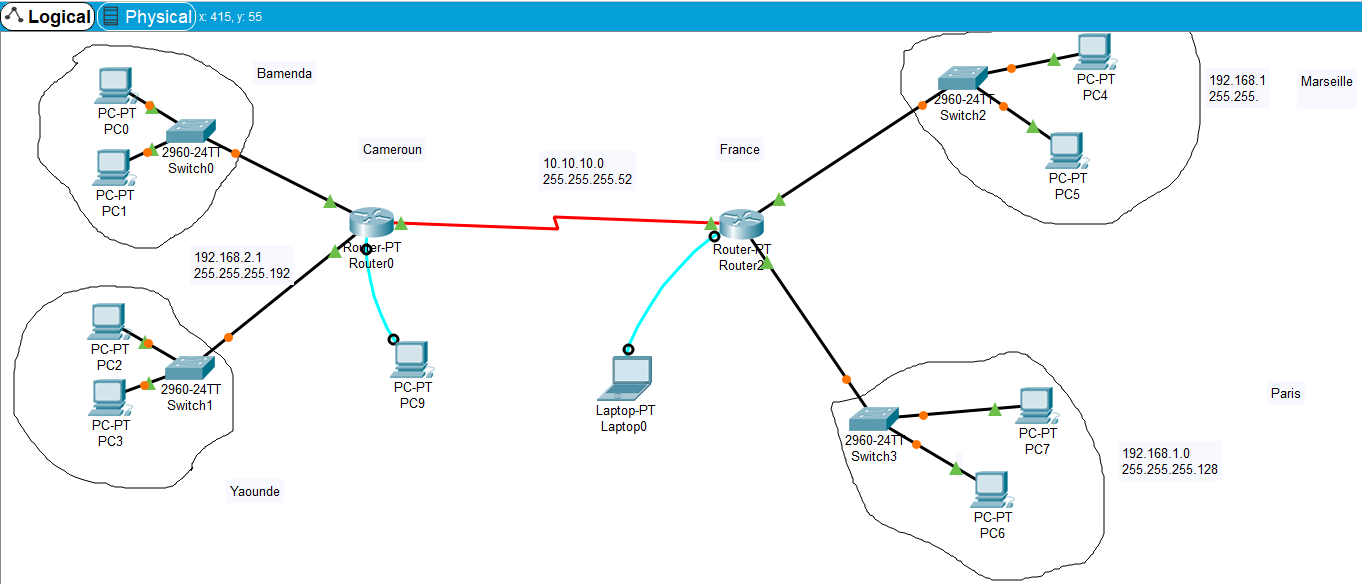 Logical
Physical
x: 415, y: 55
Bamenda
PC-PT
PC0
2960-24TT
Switch0
PC-PT
PC1
Cameroun
10.10.10.0
255.255.255.52
France
PC-PT
PC4
2960-24TT
Switch2
PC-PT
PC5
192.168.1
255.255.
Marseille
192.168.2.1
255.255.255.192
Router-PT
Router0
Router-PT
Router2
PC-PT
PC2
2960-24TT
Switch1
PC-PT
PC3
Yaounde
PC-PT
PC9
Laptop-PT
Laptop0
2960-24TT
Switch3
PC-PT
PC7
PC-PT
PC6
Paris
192.168.1.0
255.255.255.128